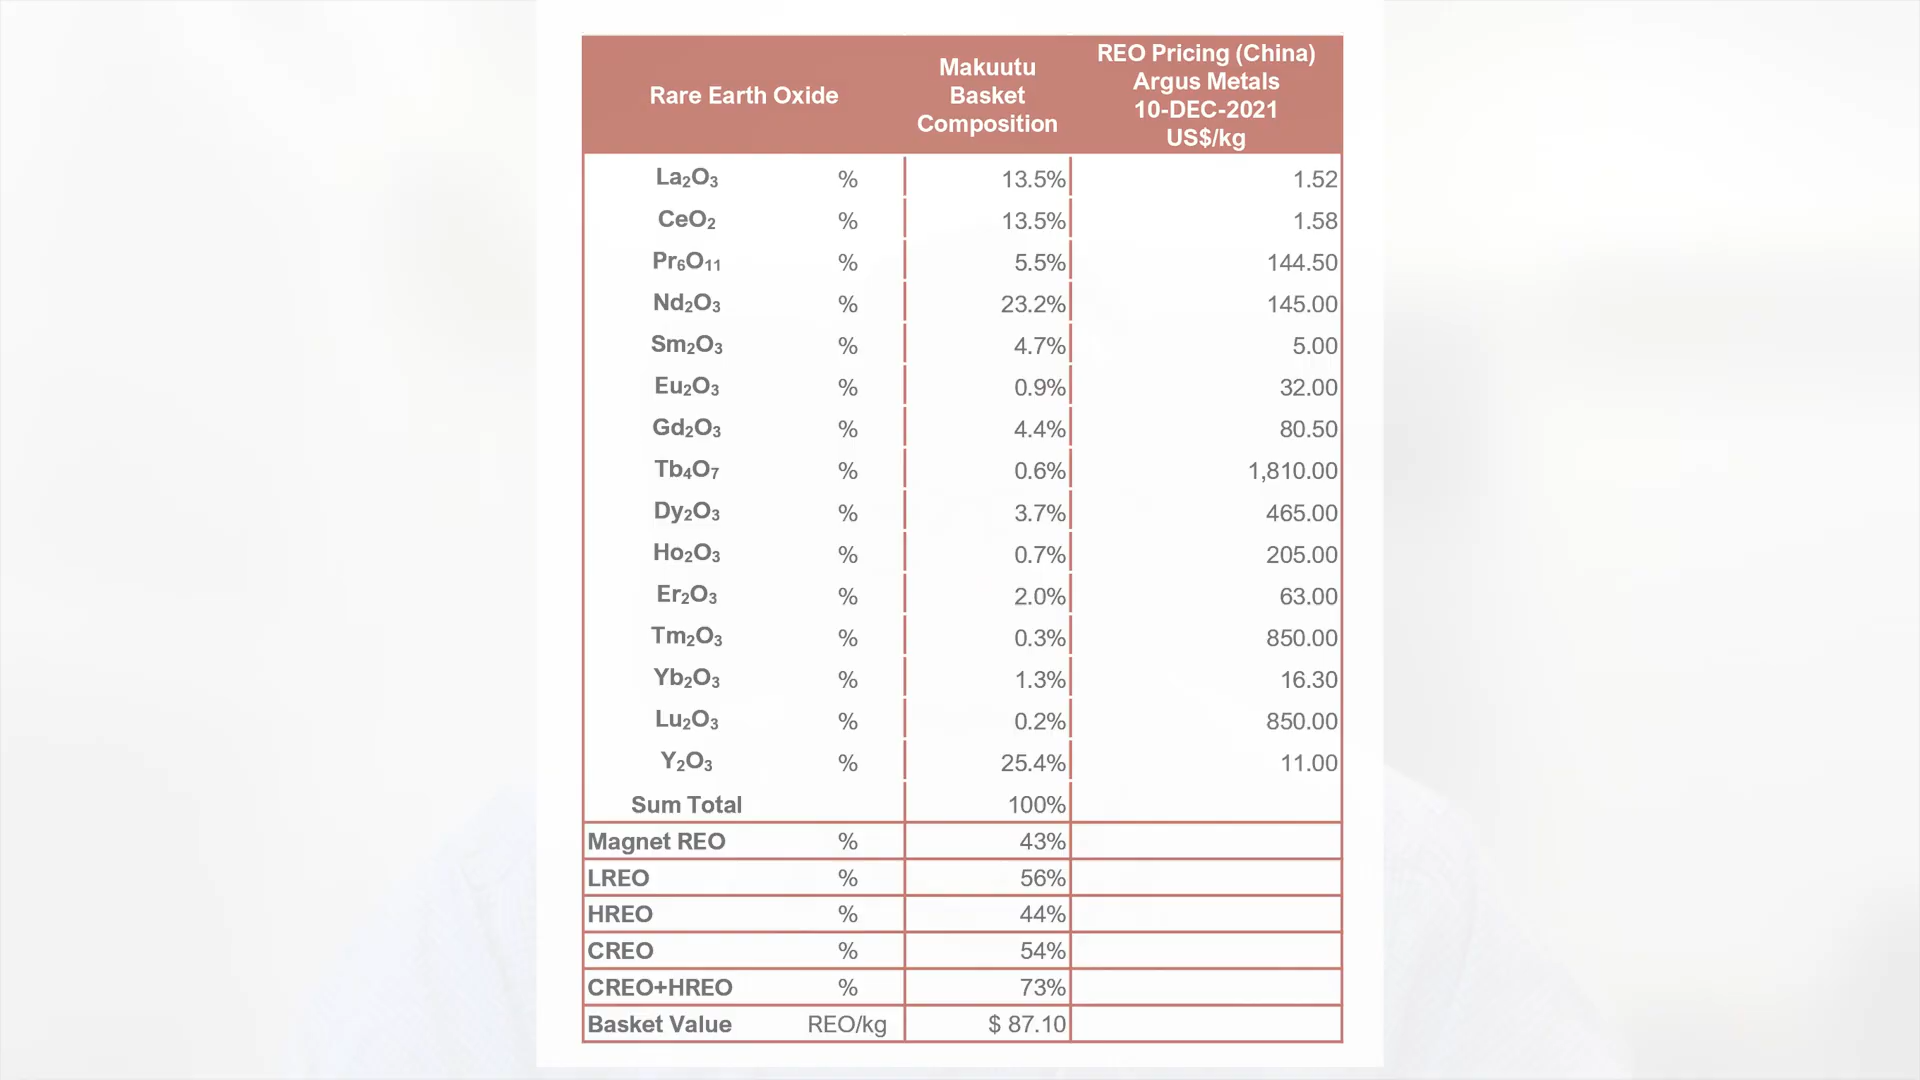 Rare Earth Oxide
Makuutu
Basket
Composition
REO Pricing (China)
Argus Metals
10-DEC-2021
US$/kg
La₂O₃ % 13.5% 1.52
CeO₂ % 13.5% 1.58
Pr₆O₁₁ % 5.5% 144.50
Nd₂O₃ % 23.2% 145.00
Sm₂O₃ % 4.7% 5.00
Eu₂O₃ % 0.9% 32.00
Gd₂O₃ % 4.4% 80.50
Tb₄O₇ % 0.6% 1,810.00
Dy₂O₃ % 3.7% 465.00
Ho₂O₃ % 0.7% 205.00
Er₂O₃ % 2.0% 63.00
Tm₂O₃ % 0.3% 850.00
Yb₂O₃ % 1.3% 16.30
Lu₂O₃ % 0.2% 850.00
Y₂O₃ % 25.4% 11.00
Sum Total 100%
Magnet REO % 43%
LREO % 56%
HREO % 44%
CREO % 54%
CREO+HREO % 73%
Basket Value REO/kg $ 87.10